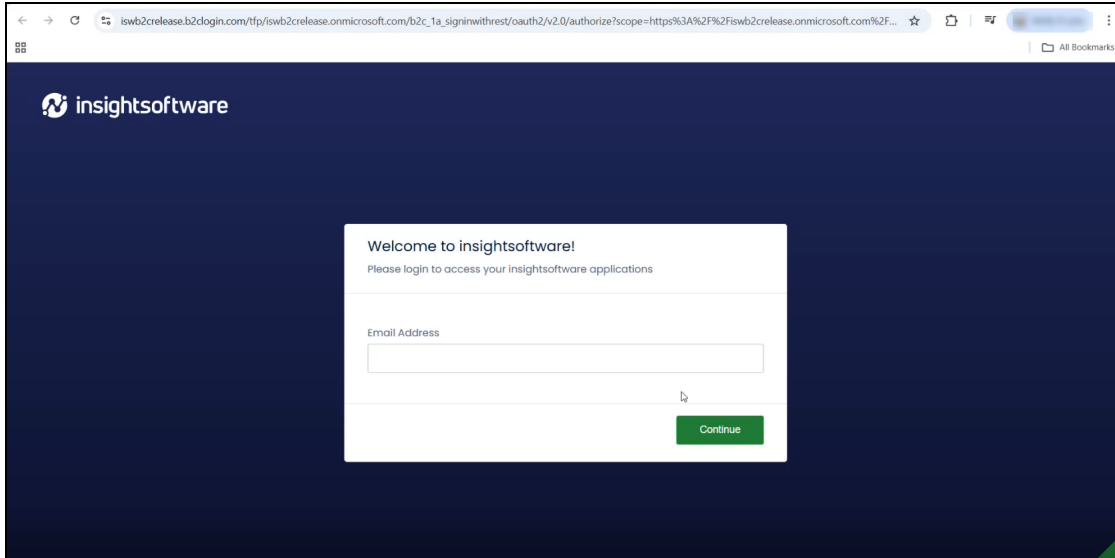 iswb2crelease.b2clogin.com/tfp/iswb2crelease.onmicrosoft.com/b2c_1a_signinwithrest/oauth2/v2.0/authorize?scope=https%3A%2F%2Fiswb2crelease.onmicrosoft.com%2F...
All Bookmarks
insightsoftware
Welcome to insightsoftware!
Please login to access your insightsoftware applications
Email Address
Continue